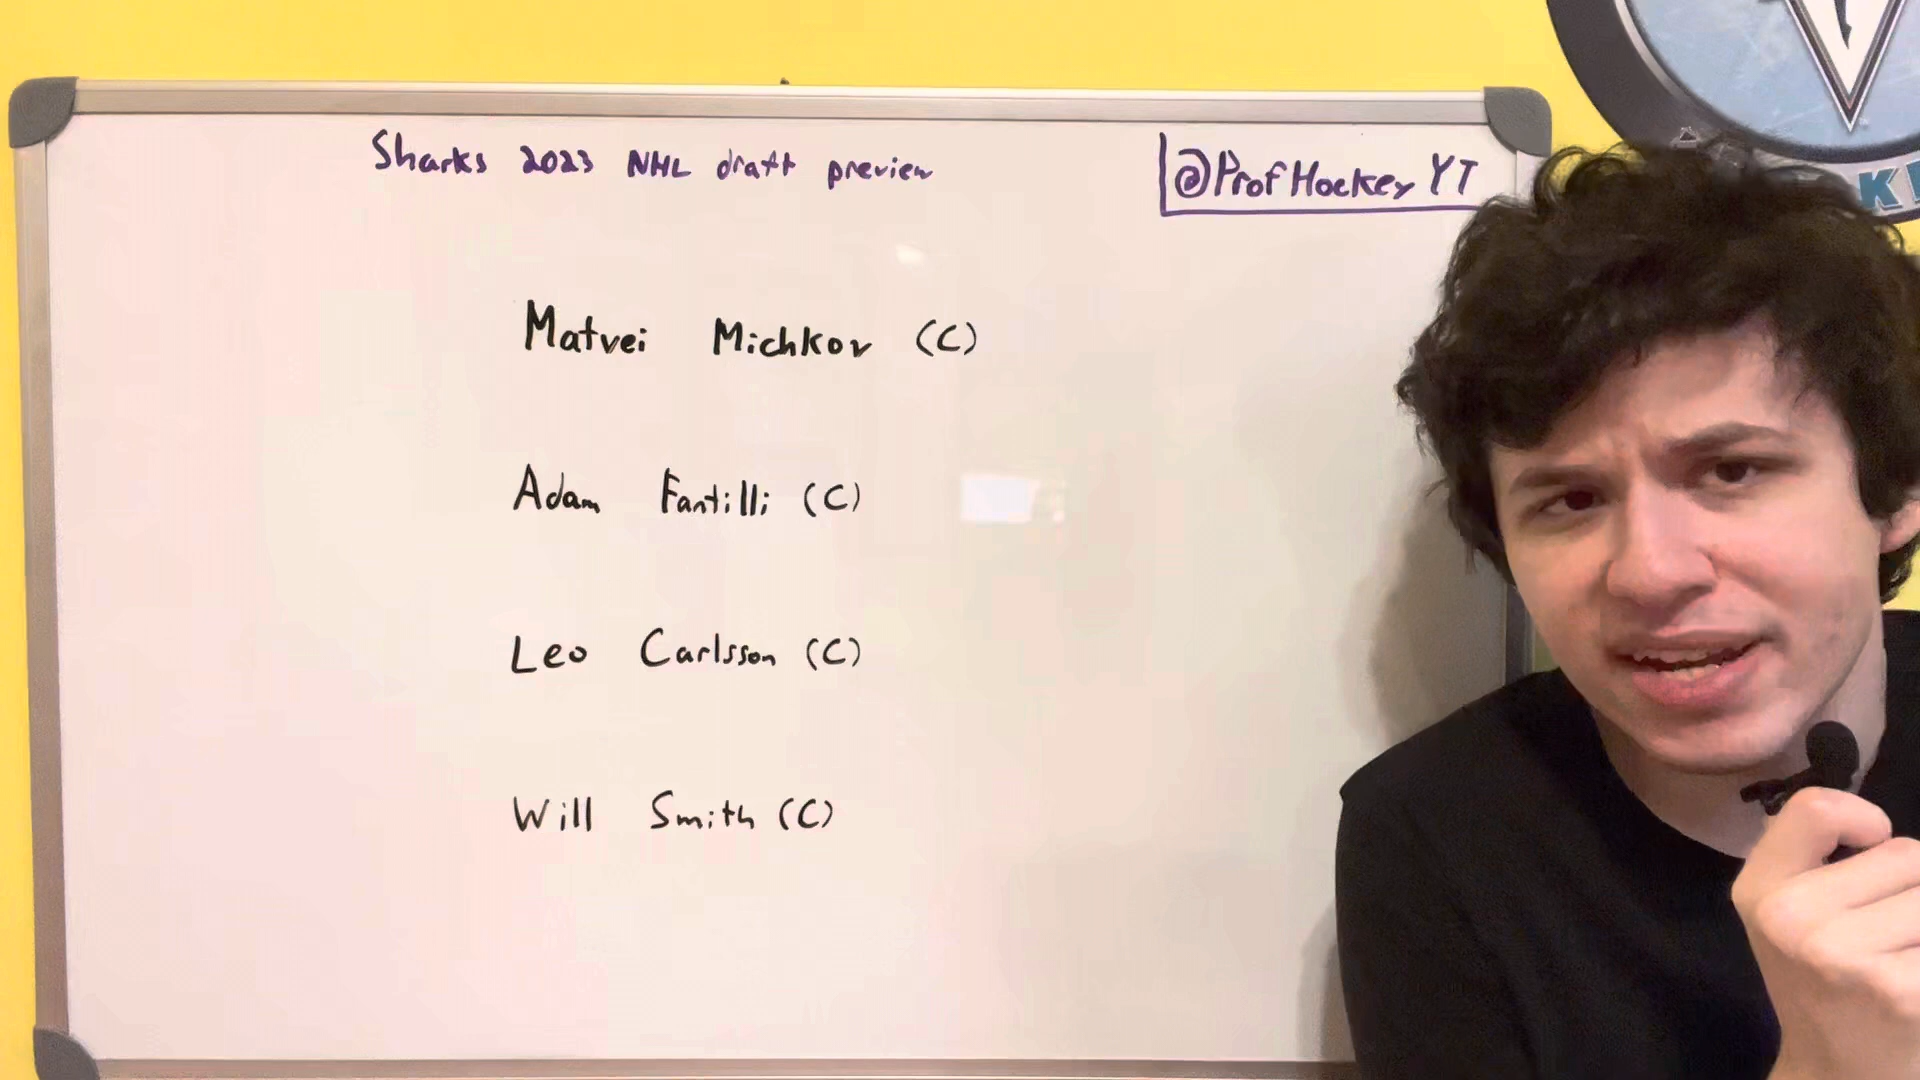 Sharks 2023 NHL draft preview
@ProfHockeyYT
Matvei Michkov (C)
Adam Fantilli (C)
Leo Carlsson (C)
Will Smith (C)